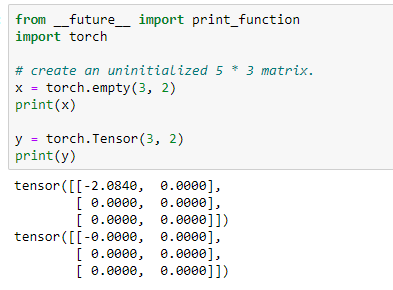 from __future__ import print_function
import torch
# create an uninitialized 5 * 3 matrix.
x = torch.empty(3, 2)
print(x)
y = torch.Tensor(3, 2)
print(y)
tensor([[-2.0840,  0.0000],
        [ 0.0000,  0.0000],
        [ 0.0000,  0.0000]])
tensor([[-0.0000,  0.0000],
        [ 0.0000,  0.0000],
        [ 0.0000,  0.0000]])